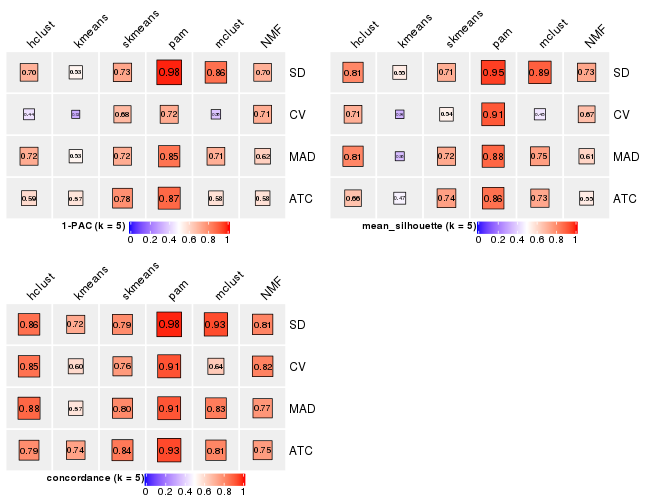 hclust kmeans skmeans pam mclust NMF
0.70 0.53 0.73 0.98 0.86 0.70 SD
0.44 0.68 0.72 0.71 CV
0.72 0.53 0.72 0.85 0.71 0.62 MAD
0.59 0.57 0.78 0.87 0.58 0.58 ATC
1-PAC (k = 5)
0 0.2 0.4 0.6 0.8 1
hclust kmeans skmeans pam mclust NMF
0.81 0.55 0.71 0.95 0.89 0.73 SD
0.71 0.54 0.91 0.45 0.67 CV
0.81 0.72 0.88 0.75 0.61 MAD
0.66 0.47 0.74 0.86 0.73 0.55 ATC
mean_silhouette (k = 5)
0 0.2 0.4 0.6 0.8 1
hclust kmeans skmeans pam mclust NMF
0.86 0.72 0.79 0.98 0.93 0.81 SD
0.85 0.60 0.76 0.91 0.64 0.82 CV
0.88 0.57 0.80 0.91 0.83 0.77 MAD
0.79 0.74 0.84 0.93 0.81 0.75 ATC
concordance (k = 5)
0 0.2 0.4 0.6 0.8 1